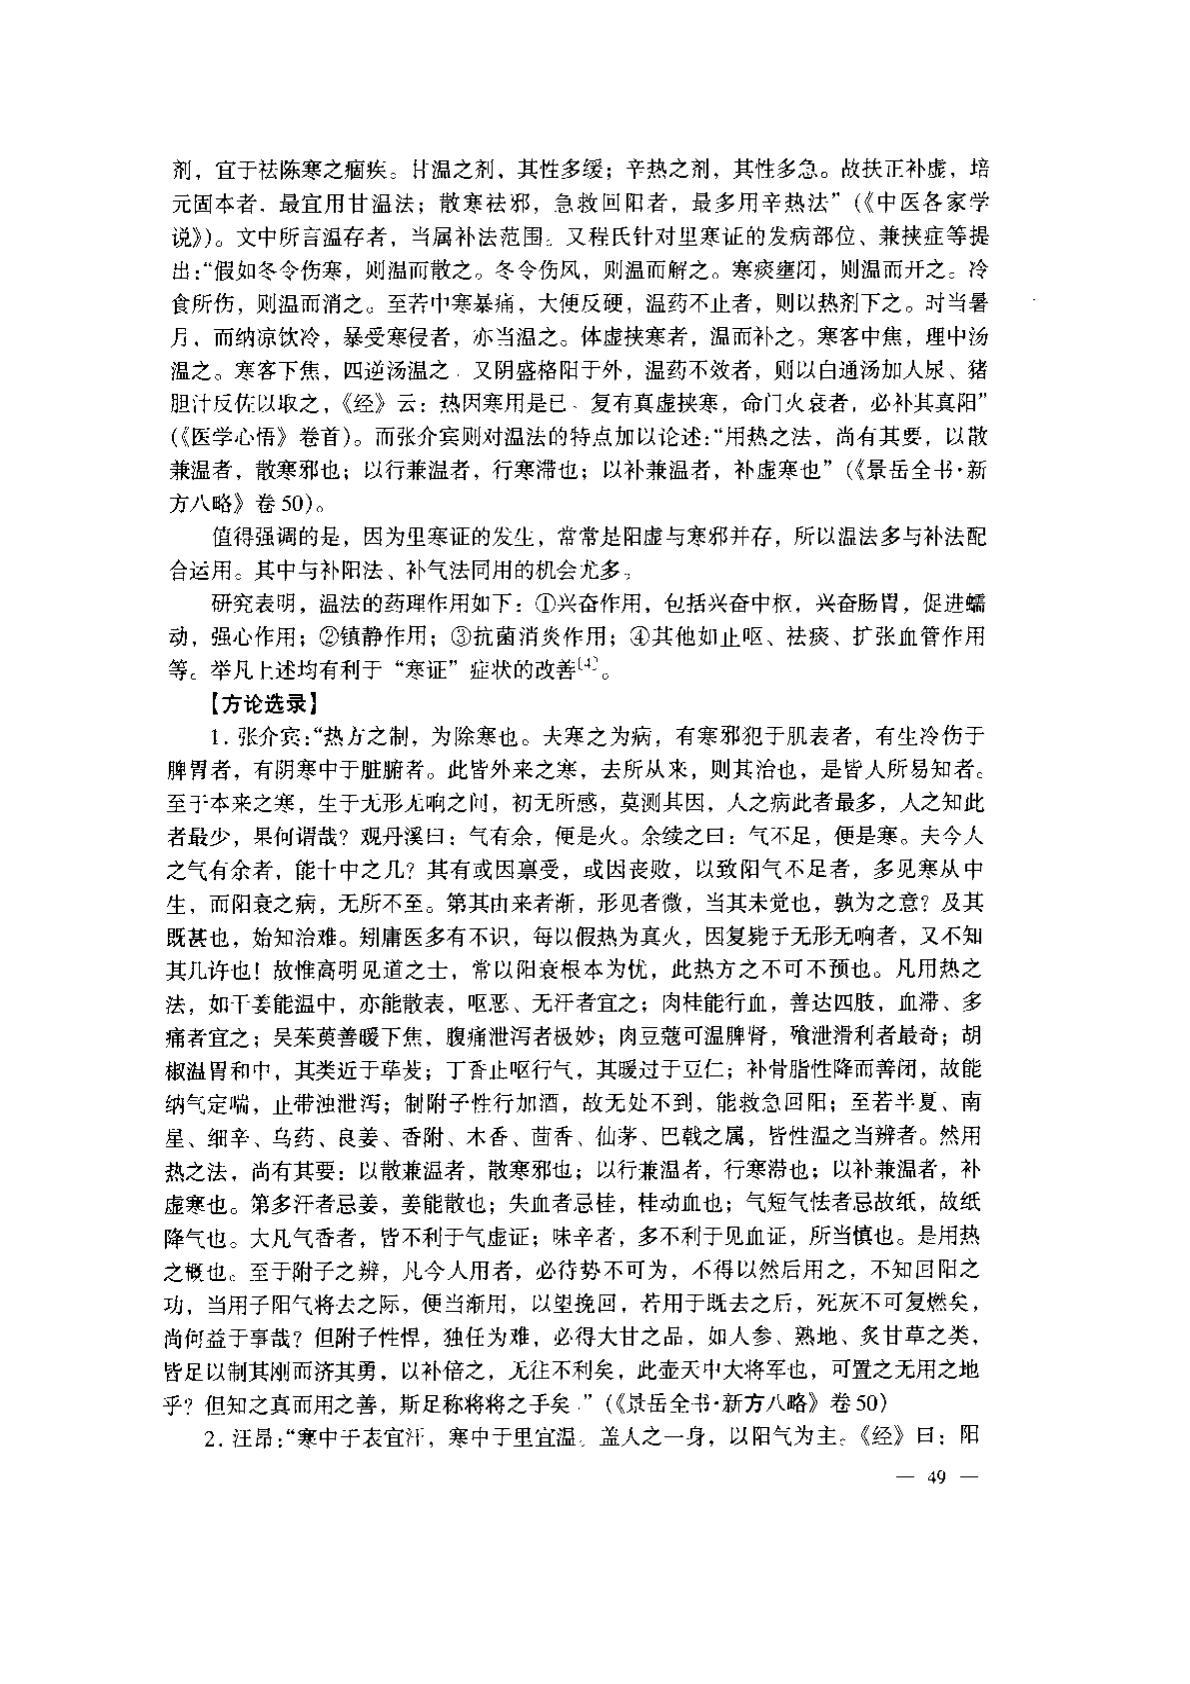 剂，宜于祛陈寒之痼疾。甘温之剂，其性多缓；辛热之剂，其性多急。故扶正补虚，培
元固本者，最宜用甘温法；散寒祛邪，急救回阳者，最多用辛热法”(《中医各家学
说》)。文中所言温存者，当属补法范围。又程氏针对里寒证的发病部位、兼挟症等提
出:“假如冬令伤寒，则温而散之。冬令伤风，则温而解之。寒痰壅闭，则温而开之。冷
食所伤，则温而消之。至若中寒暴痛，大便反硬，温药不止者，则以热剂下之。时当暑
月，而纳凉饮冷，暴受寒侵者，亦当温之。体虚挟寒者，温而补之。寒客中焦，理中汤
温之。寒客下焦，四逆汤温之．又阴盛格阳于外，温药不效者，则以白通汤加人尿、猪
胆汁反佐以取之，《经》云：热因寒用是已、复有真虚挟寒，命门火衰者，必补其真阳”
(《医学心悟》卷首)。而张介宾则对温法的特点加以论述:“用热之法，尚有其要，以散
兼温者，散寒邪也；以行兼温者，行寒滞也；以补兼温者，补虚寒也”(《景岳全书·新
方八略》卷 50)。
值得强调的是，因为里寒证的发生，常常是阳虚与寒邪并存，所以温法多与补法配
合运用。其中与补阳法、补气法同用的机会尤多。
研究表明，温法的药理作用如下：①兴奋作用，包括兴奋中枢，兴奋肠胃，促进蠕
动，强心作用；②镇静作用；③抗菌消炎作用；④其他如止呕、祛痰、扩张血管作用
等。举凡上述均有利于“寒证”症状的改善〔4〕。
【方论选录】
1. 张介宾:“热方之制，为除寒也。夫寒之为病，有寒邪犯于肌表者，有生冷伤于
脾胃者，有阴寒中于脏腑者。此皆外来之寒，去所从来，则其治也，是皆人所易知者。
至于本来之寒，生于无形无响之间，初无所感，莫测其因，人之病此者最多，人之知此
者最少，果何谓哉？观丹溪曰：气有余，便是火。余续之曰：气不足，便是寒。夫今人
之气有余者，能十中之几？其有或因禀受，或因丧败，以致阳气不足者，多见寒从中
生，而阳衰之病，无所不至。第其由来者渐，形见者微，当其未觉也，孰为之意？及其
既甚也，始知治难。矧庸医多有不识，每以假热为真火，因复毙于无形无响者，又不知
其几许也！故惟高明见道之士，常以阳衰根本为忧，此热方之不可不预也。凡用热之
法，如干姜能温中，亦能散表，呕恶、无汗者宜之；肉桂能行血，善达四肢，血滞、多
痛者宜之；吴茱萸善暖下焦，腹痛泄泻者极妙；肉豆蔻可温脾肾，飧泄滑利者最奇；胡
椒温胃和中，其类近于荜茇；丁香止呕行气，其暖过于豆仁；补骨脂性降而善闭，故能
纳气定喘，止带浊泄泻；制附子性行加酒，故无处不到，能救急回阳；至若半夏、南
星、细辛、乌药、良姜、香附、木香、茴香、仙茅、巴戟之属，皆性温之当辨者。然用
热之法，尚有其要：以散兼温者，散寒邪也；以行兼温者，行寒滞也；以补兼温者，补
虚寒也。第多汗者忌姜，姜能散也；失血者忌桂，桂动血也；气短气怯者忌故纸，故纸
降气也。大凡气香者，皆不利于气虚证；味辛者，多不利于见血证，所当慎也。是用热
之概也。至于附子之辨，凡今人用者，必待势不可为，不得以然后用之，不知回阳之
功，当用于阳气将去之际，便当渐用，以望挽回，若用于既去之后，死灰不可复燃矣，
尚何益于事哉？但附子性悍，独任为难，必得大甘之品，如人参、熟地、炙甘草之类，
皆足以制其刚而济其勇，以补倍之，无往不利矣，此壶天中大将军也，可置之无用之地
乎？但知之真而用之善，斯足称将将之手矣．”(《景岳全书·新方八略》卷 50)
2. 汪昂:“寒中于表宜汗，寒中于里宜温。盖人之一身，以阳气为主。《经》曰：阳
— 49 —